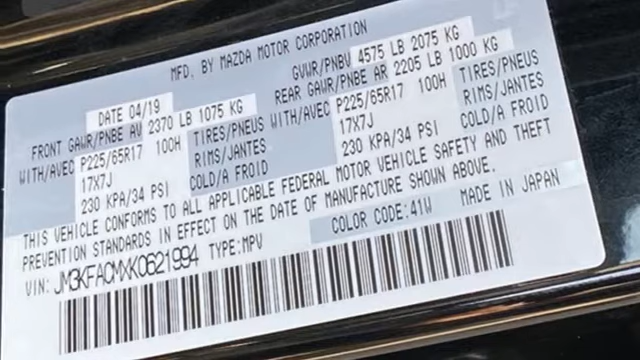 MFD. BY MAZDA MOTOR CORPORATION
DATE 04/19 GVWR/PNBV 4575 LB 2075 KG
FRONT GAWR/PNBE AV 2370 LB 1075 KG REAR GAWR/PNBE AR 2205 LB 1000 KG
WITH/AVEC P225/65R17 100H TIRES/PNEUS WITH/AVEC P225/65R17 100H TIRES/PNEUS
17X7J RIMS/JANTES 17X7J RIMS/JANTES
230 KPA/34 PSI COLD/A FROID 230 KPA/34 PSI COLD/A FROID
THIS VEHICLE CONFORMS TO ALL APPLICABLE FEDERAL MOTOR VEHICLE SAFETY AND THEFT
PREVENTION STANDARDS IN EFFECT ON THE DATE OF MANUFACTURE SHOWN ABOVE.
VIN: JM3KFACMXK0621994 TYPE:MPV COLOR CODE:41W MADE IN JAPAN